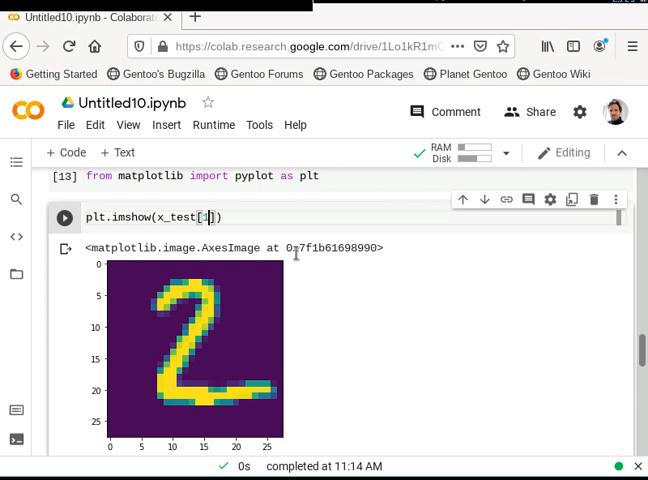 Untitled10.ipynb - Colaborat
https://colab.research.google.com/drive/1Lo1kR1m
Getting Started Gentoo's Bugzilla Gentoo Forums Gentoo Packages Planet Gentoo Gentoo Wiki
Untitled10.ipynb Comment Share
File Edit View Insert Runtime Tools Help
+ Code + Text RAM Disk Editing
[13] from matplotlib import pyplot as plt
plt.imshow(x_test[1])
<matplotlib.image.AxesImage at 0x7f1b61698990>
0
5
10
15
20
25
0 5 10 15 20 25
0s completed at 11:14 AM